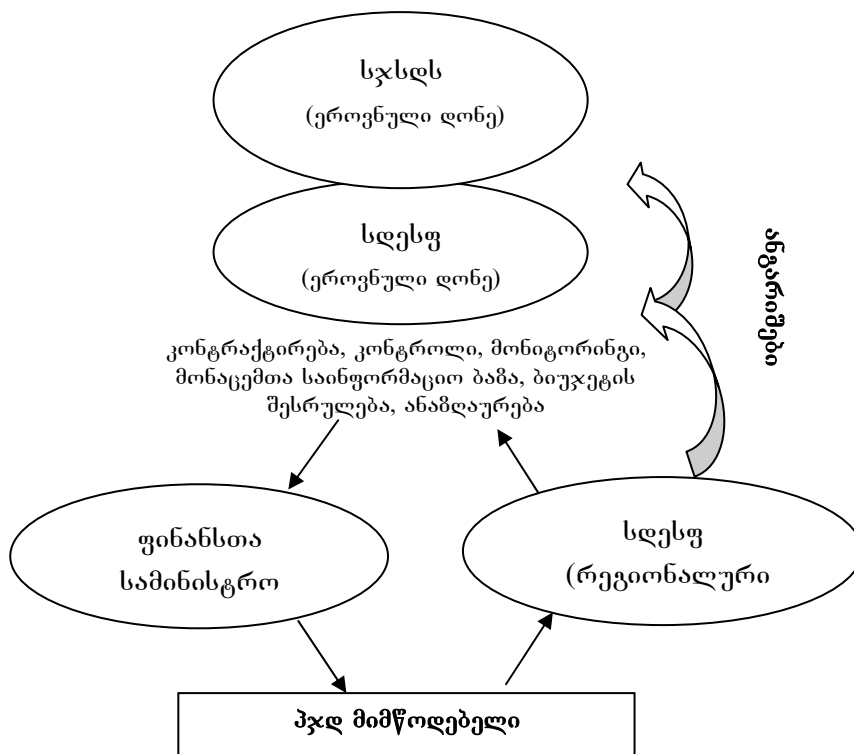 სჯსდს
(ეროვნული დონე)
სდესფ
(ეროვნული დონე)
ანგარიშები
კონტრაქტირება, კონტროლი, მონიტორინგი,
მონაცემთა საინფორმაციო ბაზა, ბიუჯეტის
შესრულება, ანაზღაურება
ფინანსთა
სამინისტრო
სდესფ
(რეგიონალური
პჯდ მიმწოდებელი